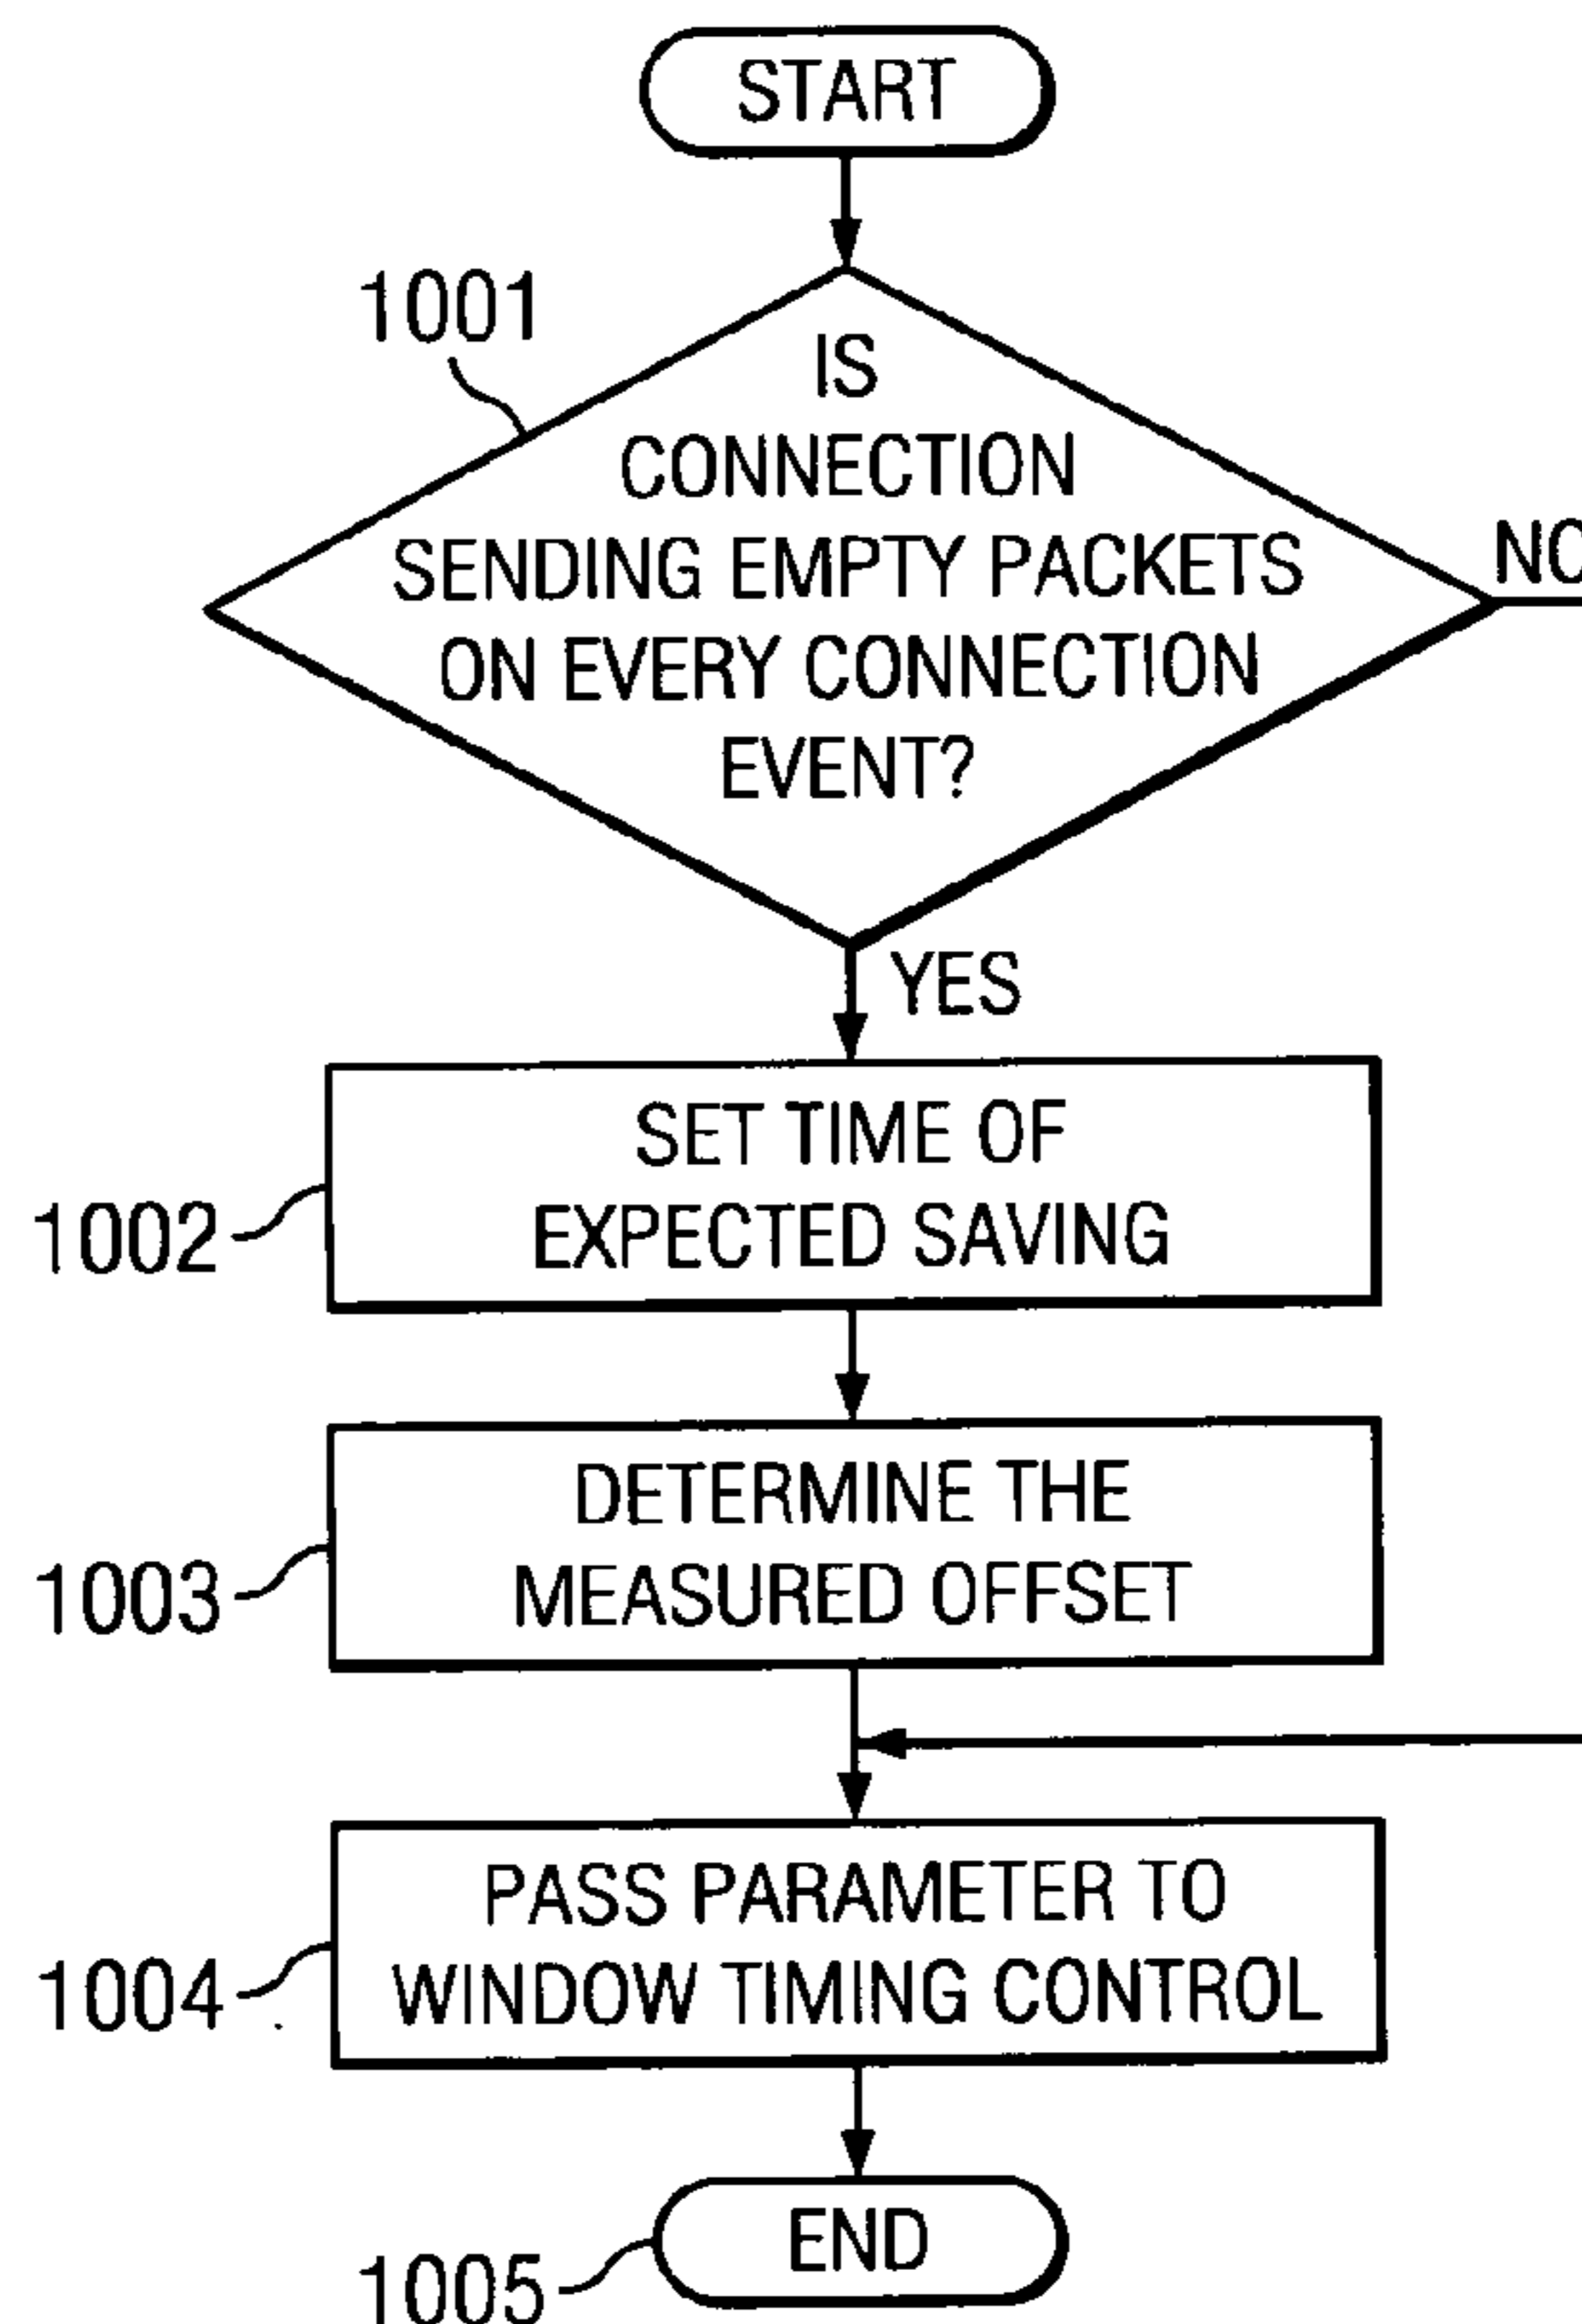 START
1001
IS
CONNECTION
SENDING EMPTY PACKETS
ON EVERY CONNECTION
EVENT?
NO
YES
SET TIME OF
EXPECTED SAVING
1002
DETERMINE THE
MEASURED OFFSET
1003
PASS PARAMETER TO
WINDOW TIMING CONTROL
1004
END
1005